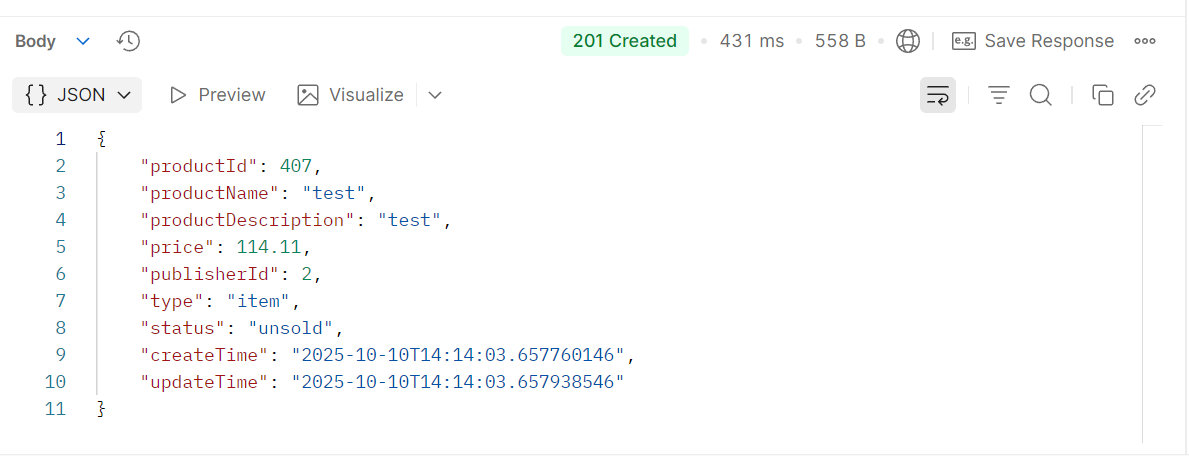 Body 201 Created • 431 ms • 558 B • e.g. Save Response
{} JSON Preview Visualize
1 {
2 "productId": 407,
3 "productName": "test",
4 "productDescription": "test",
5 "price": 114.11,
6 "publisherId": 2,
7 "type": "item",
8 "status": "unsold",
9 "createTime": "2025-10-10T14:14:03.657760146",
10 "updateTime": "2025-10-10T14:14:03.657938546"
11 }